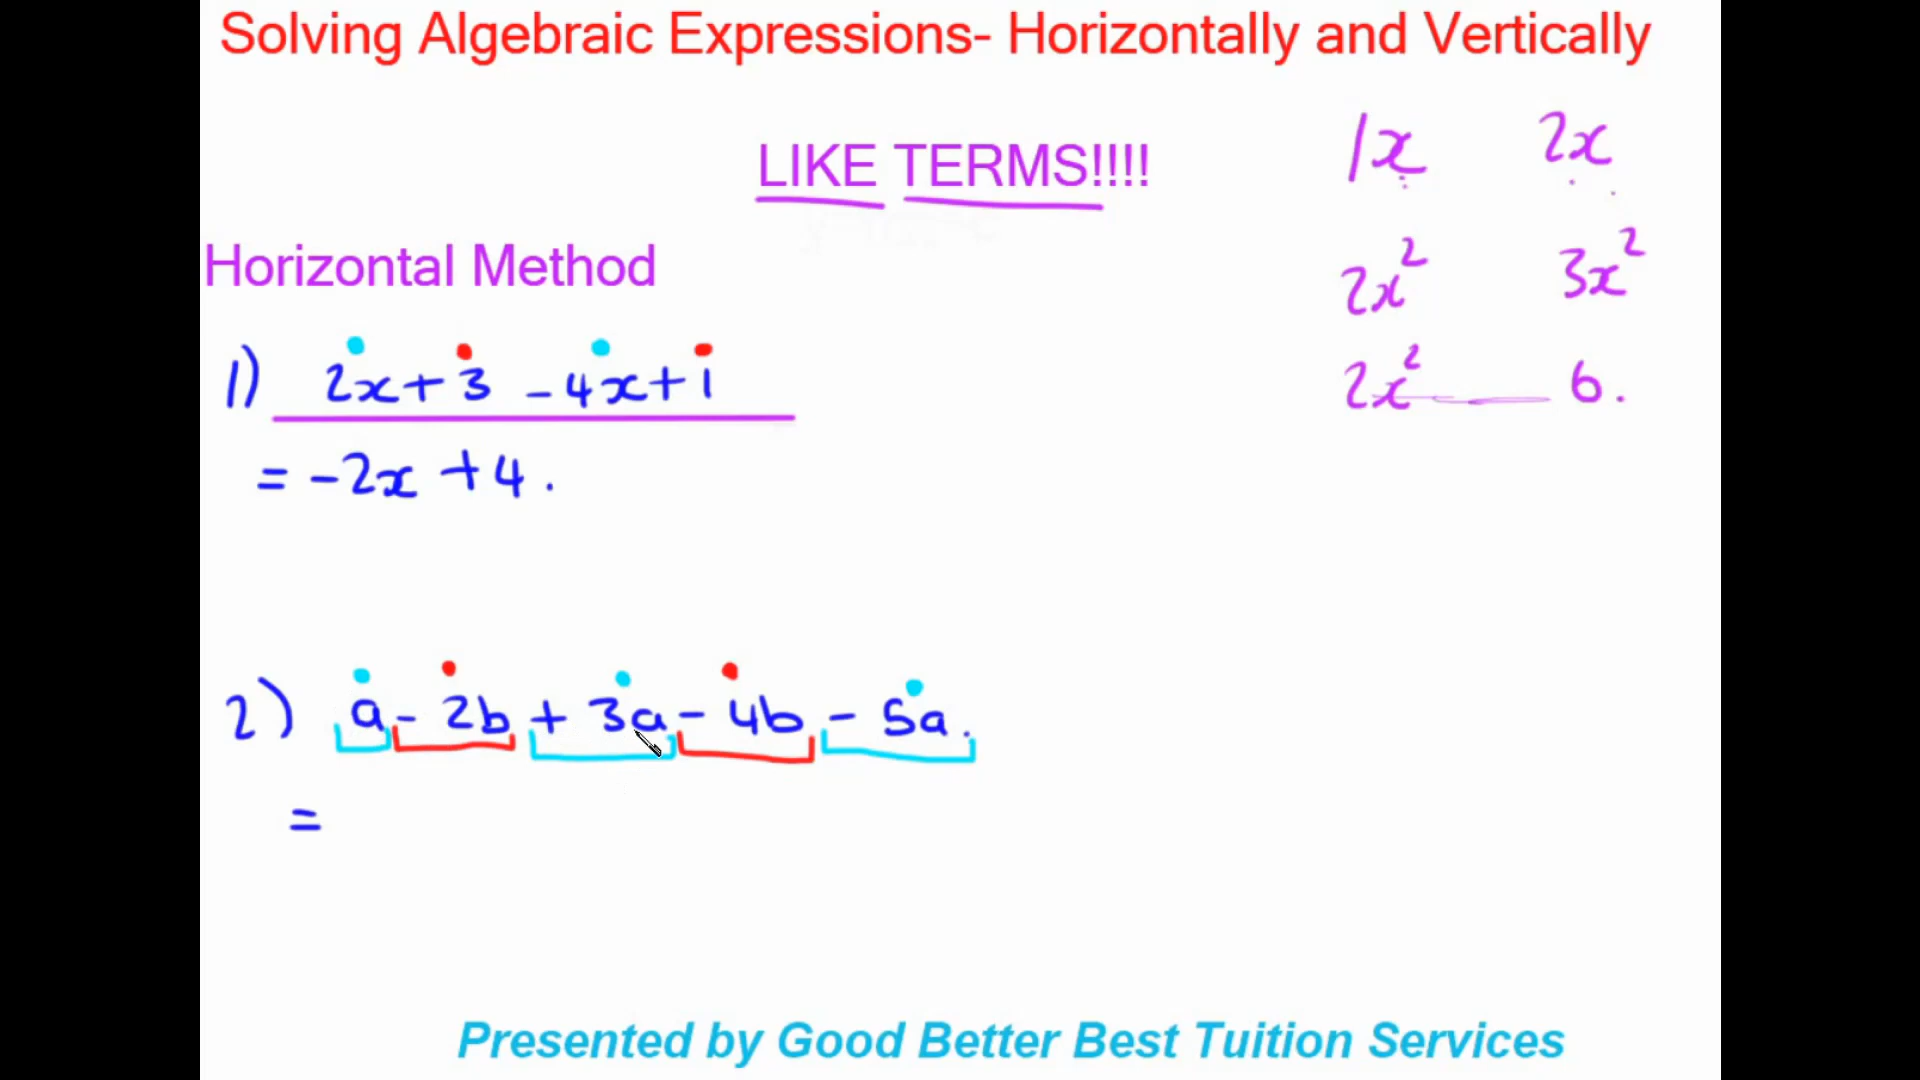 Solving Algebraic Expressions- Horizontally and Vertically
LIKE TERMS!!!!
1x 2x
2x² 3x²
2x² 6.
Horizontal Method
1) 2x+3 -4x+1
= -2x +4.
2) a - 2b + 3a - 4b - 5a.
=
Presented by Good Better Best Tuition Services